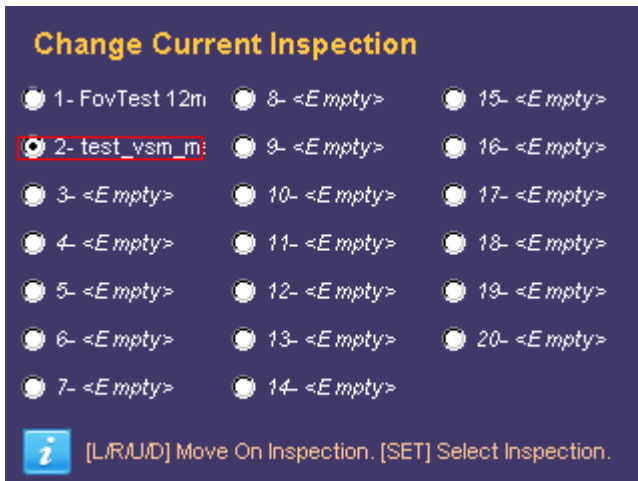 Change Current Inspection
1- FovTest 12m
8- <Empty>
15- <Empty>
2- test_vsm_m
9- <Empty>
16- <Empty>
3- <Empty>
10- <Empty>
17- <Empty>
4- <Empty>
11- <Empty>
18- <Empty>
5- <Empty>
12- <Empty>
19- <Empty>
6- <Empty>
13- <Empty>
20- <Empty>
7- <Empty>
14- <Empty>
[L/R/U/D] Move On Inspection. [SET] Select Inspection.